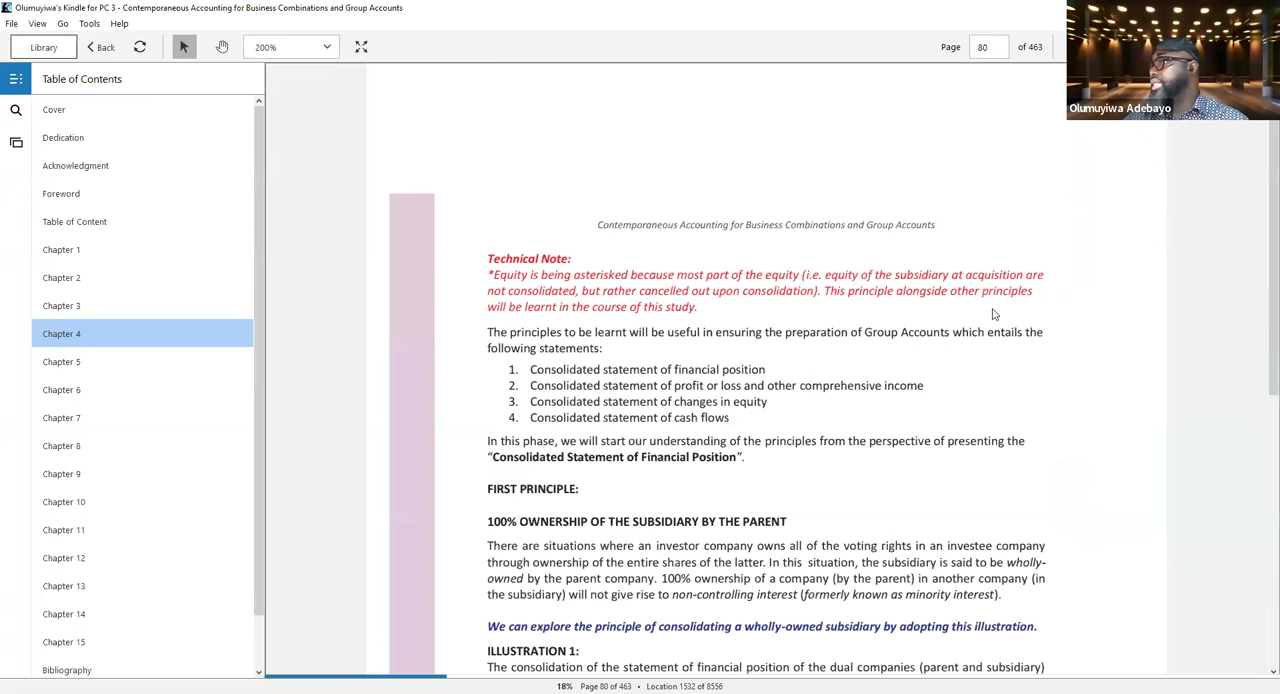 Olumuyiwa's Kindle for PC 3 - Contemporaneous Accounting for Business Combinations and Group Accounts
File View Go Tools Help
Library Back 200% Page 80 of 463
Olumuyiwa Adebayo
Table of Contents
Cover
Dedication
Acknowledgment
Foreword
Table of Content
Chapter 1
Chapter 2
Chapter 3
Chapter 4
Chapter 5
Chapter 6
Chapter 7
Chapter 8
Chapter 9
Chapter 10
Chapter 11
Chapter 12
Chapter 13
Chapter 14
Chapter 15
Bibliography
Contemporaneous Accounting for Business Combinations and Group Accounts
Technical Note:
*Equity is being asterisked because most part of the equity (i.e. equity of the subsidiary at acquisition are
not consolidated, but rather cancelled out upon consolidation). This principle alongside other principles
will be learnt in the course of this study.
The principles to be learnt will be useful in ensuring the preparation of Group Accounts which entails the
following statements:
1. Consolidated statement of financial position
2. Consolidated statement of profit or loss and other comprehensive income
3. Consolidated statement of changes in equity
4. Consolidated statement of cash flows
In this phase, we will start our understanding of the principles from the perspective of presenting the
“Consolidated Statement of Financial Position”.
FIRST PRINCIPLE:
100% OWNERSHIP OF THE SUBSIDIARY BY THE PARENT
There are situations where an investor company owns all of the voting rights in an investee company
through ownership of the entire shares of the latter. In this situation, the subsidiary is said to be wholly-
owned by the parent company. 100% ownership of a company (by the parent) in another company (in
the subsidiary) will not give rise to non-controlling interest (formerly known as minority interest).
We can explore the principle of consolidating a wholly-owned subsidiary by adopting this illustration.
ILLUSTRATION 1:
The consolidation of the statement of financial position of the dual companies (parent and subsidiary)
18% Page 80 of 463 • Location 1532 of 8556